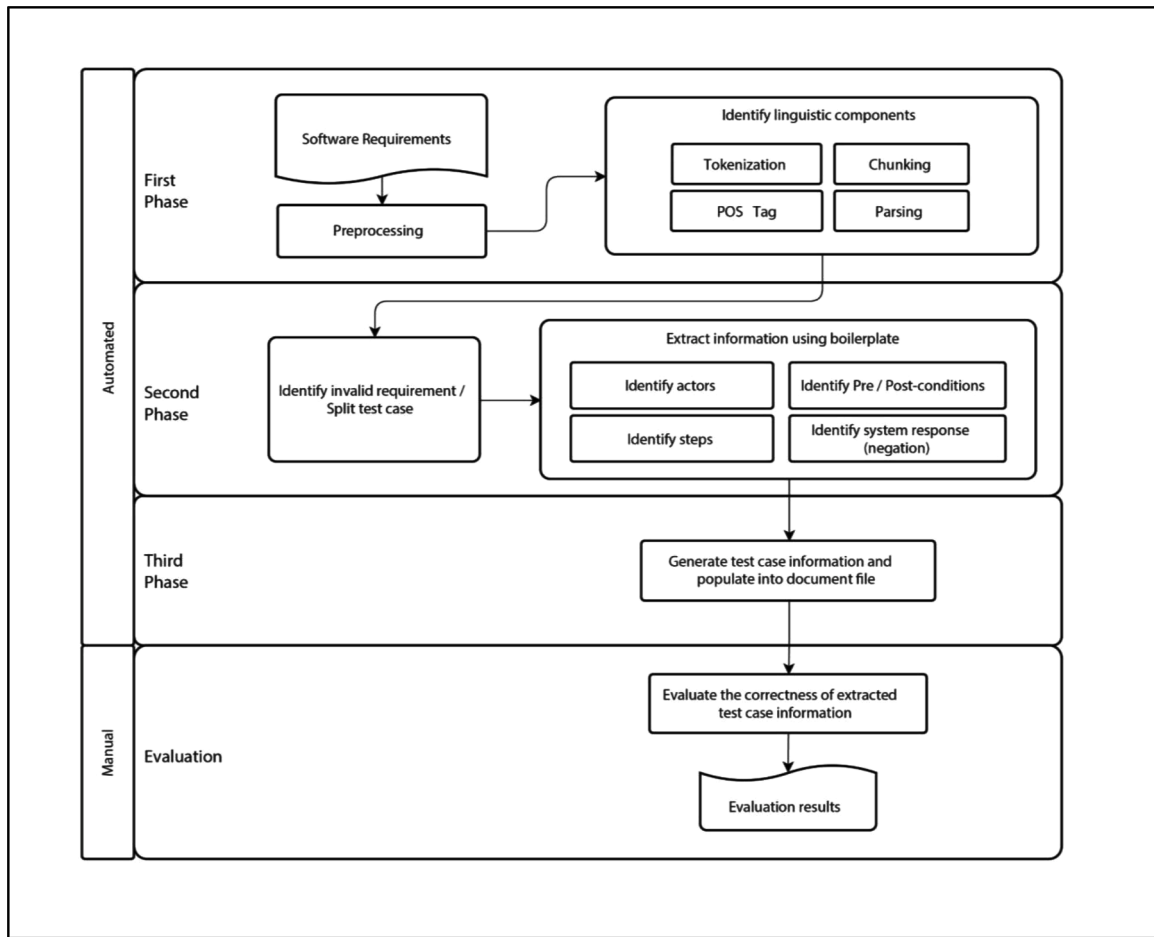 Automated
First
Phase
Software Requirements
Preprocessing
Identify linguistic components
Tokenization
Chunking
POS Tag
Parsing
Second
Phase
Identify invalid requirement /
Split test case
Extract information using boilerplate
Identify actors
Identify Pre / Post-conditions
Identify steps
Identify system response
(negation)
Third
Phase
Generate test case information and
populate into document file
Manual
Evaluation
Evaluate the correctness of extracted
test case information
Evaluation results